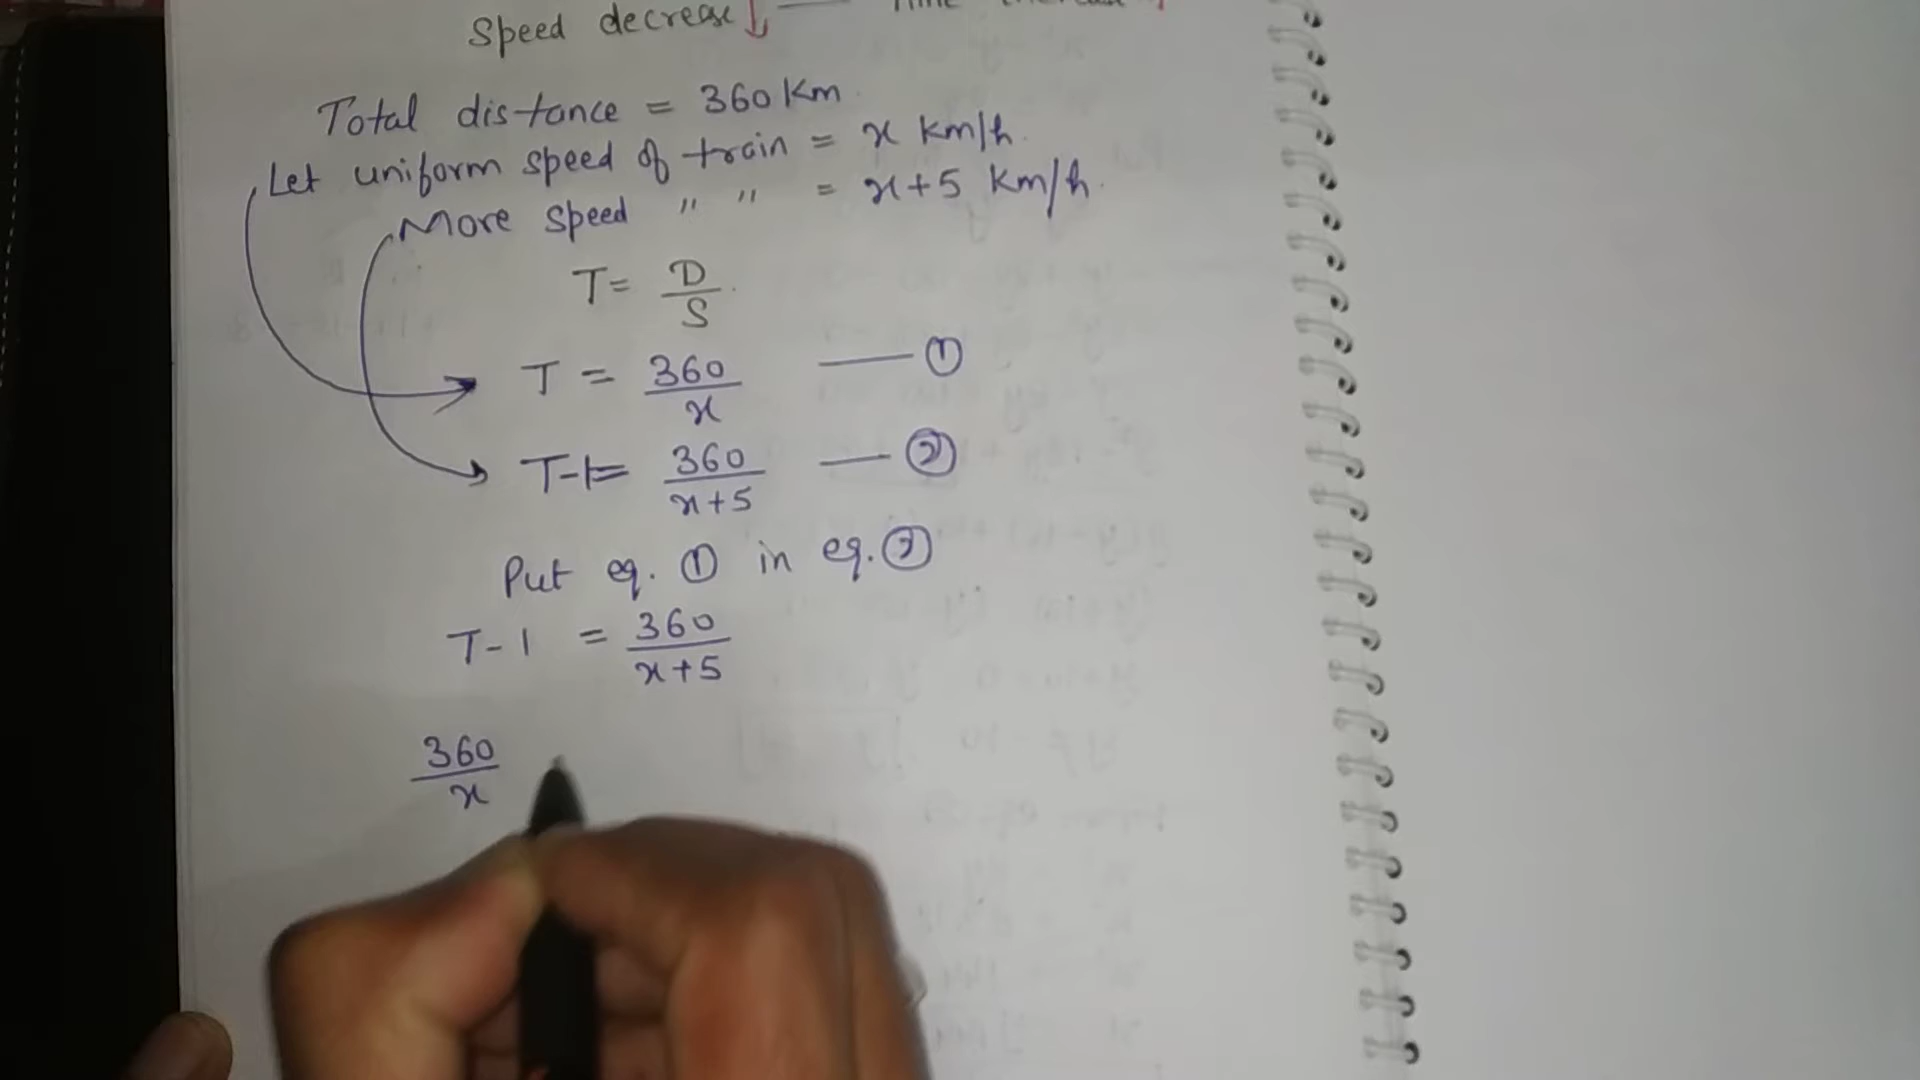 Speed decrease ↓ —
Total distance = 360 Km.
Let uniform speed of train = x km/h.
More speed " " = x+5 Km/h.
T = D/S.
T = 360/x — ①
T-1 = 360/x+5 — ②
Put eq. ① in eq. ②
T-1 = 360/x+5
360/x